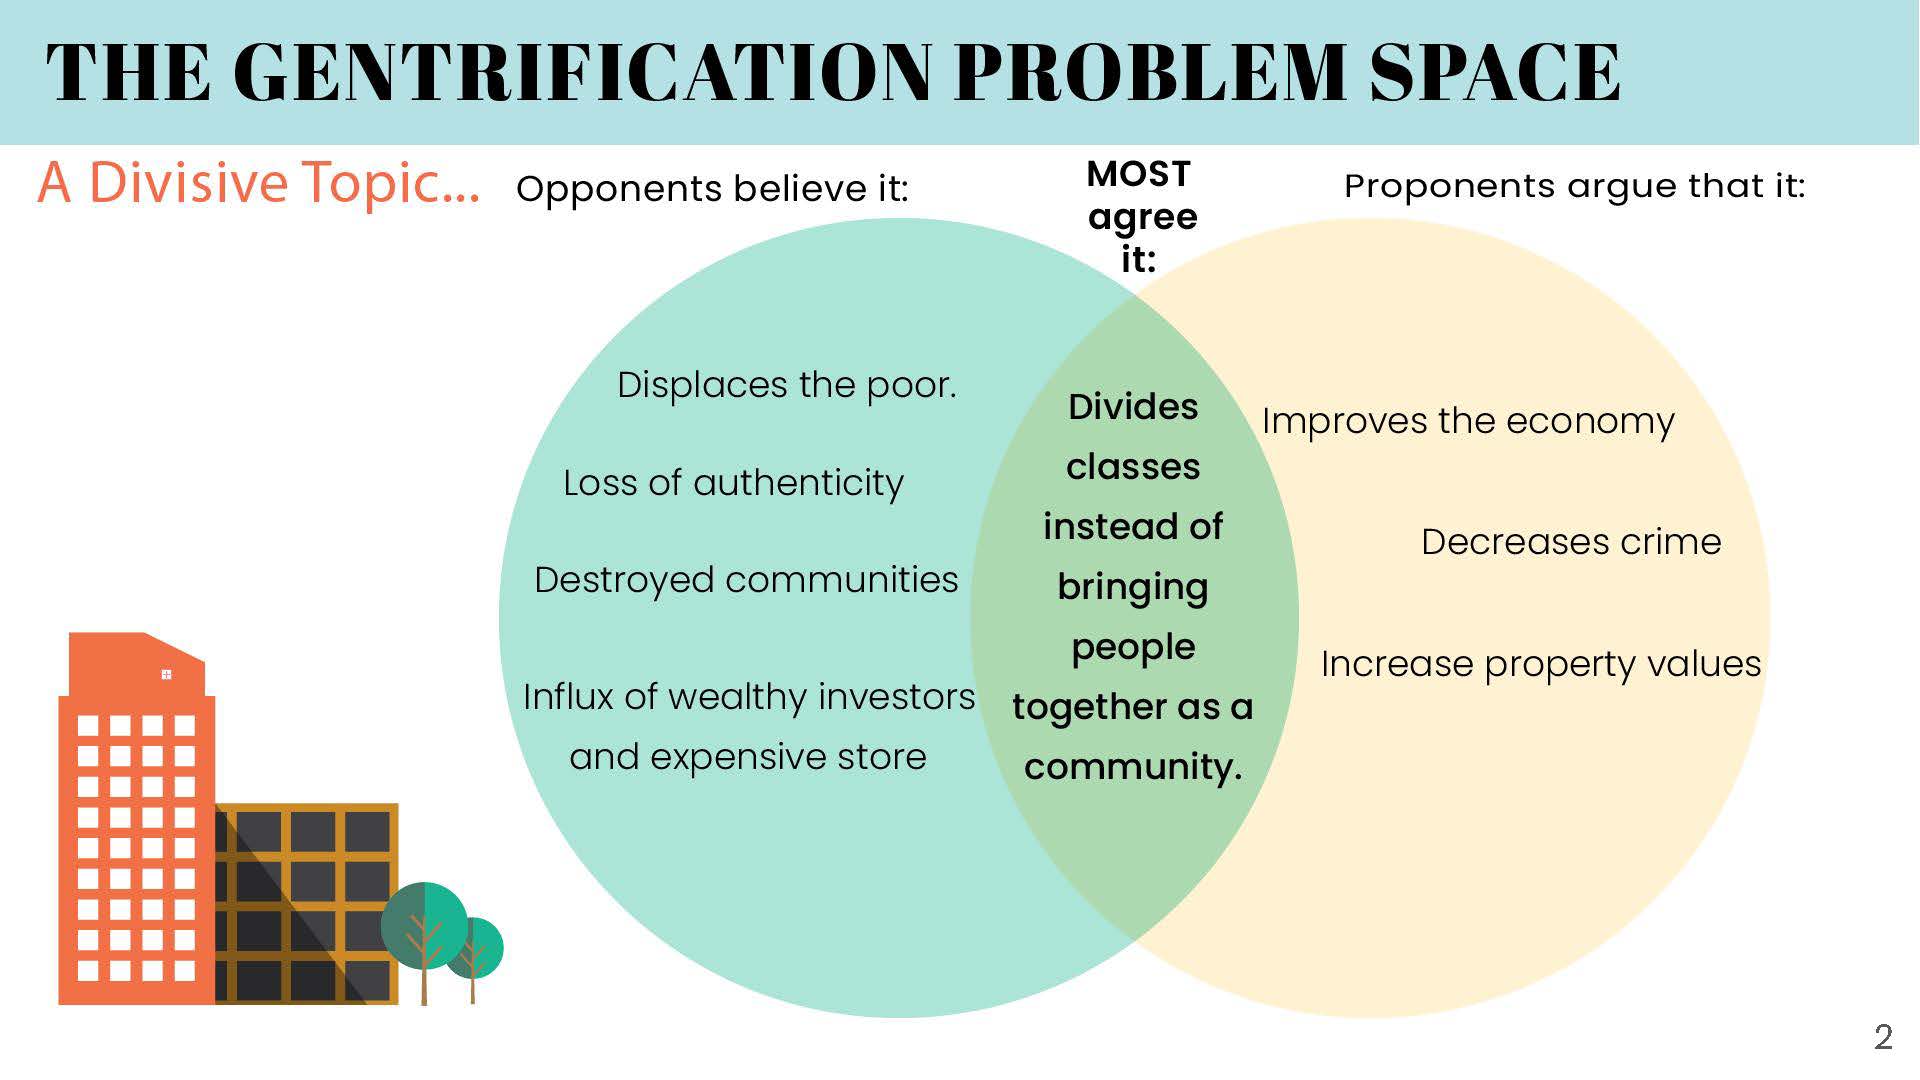 THE GENTRIFICATION PROBLEM SPACE
A Divisive Topic...
Opponents believe it:
Displaces the poor.
Loss of authenticity
Destroyed communities
Influx of wealthy investors
and expensive store
MOST
agree
it:
Divides
classes
instead of
bringing
people
together as a
community.
Proponents argue that it:
Improves the economy
Decreases crime
Increase property values
2